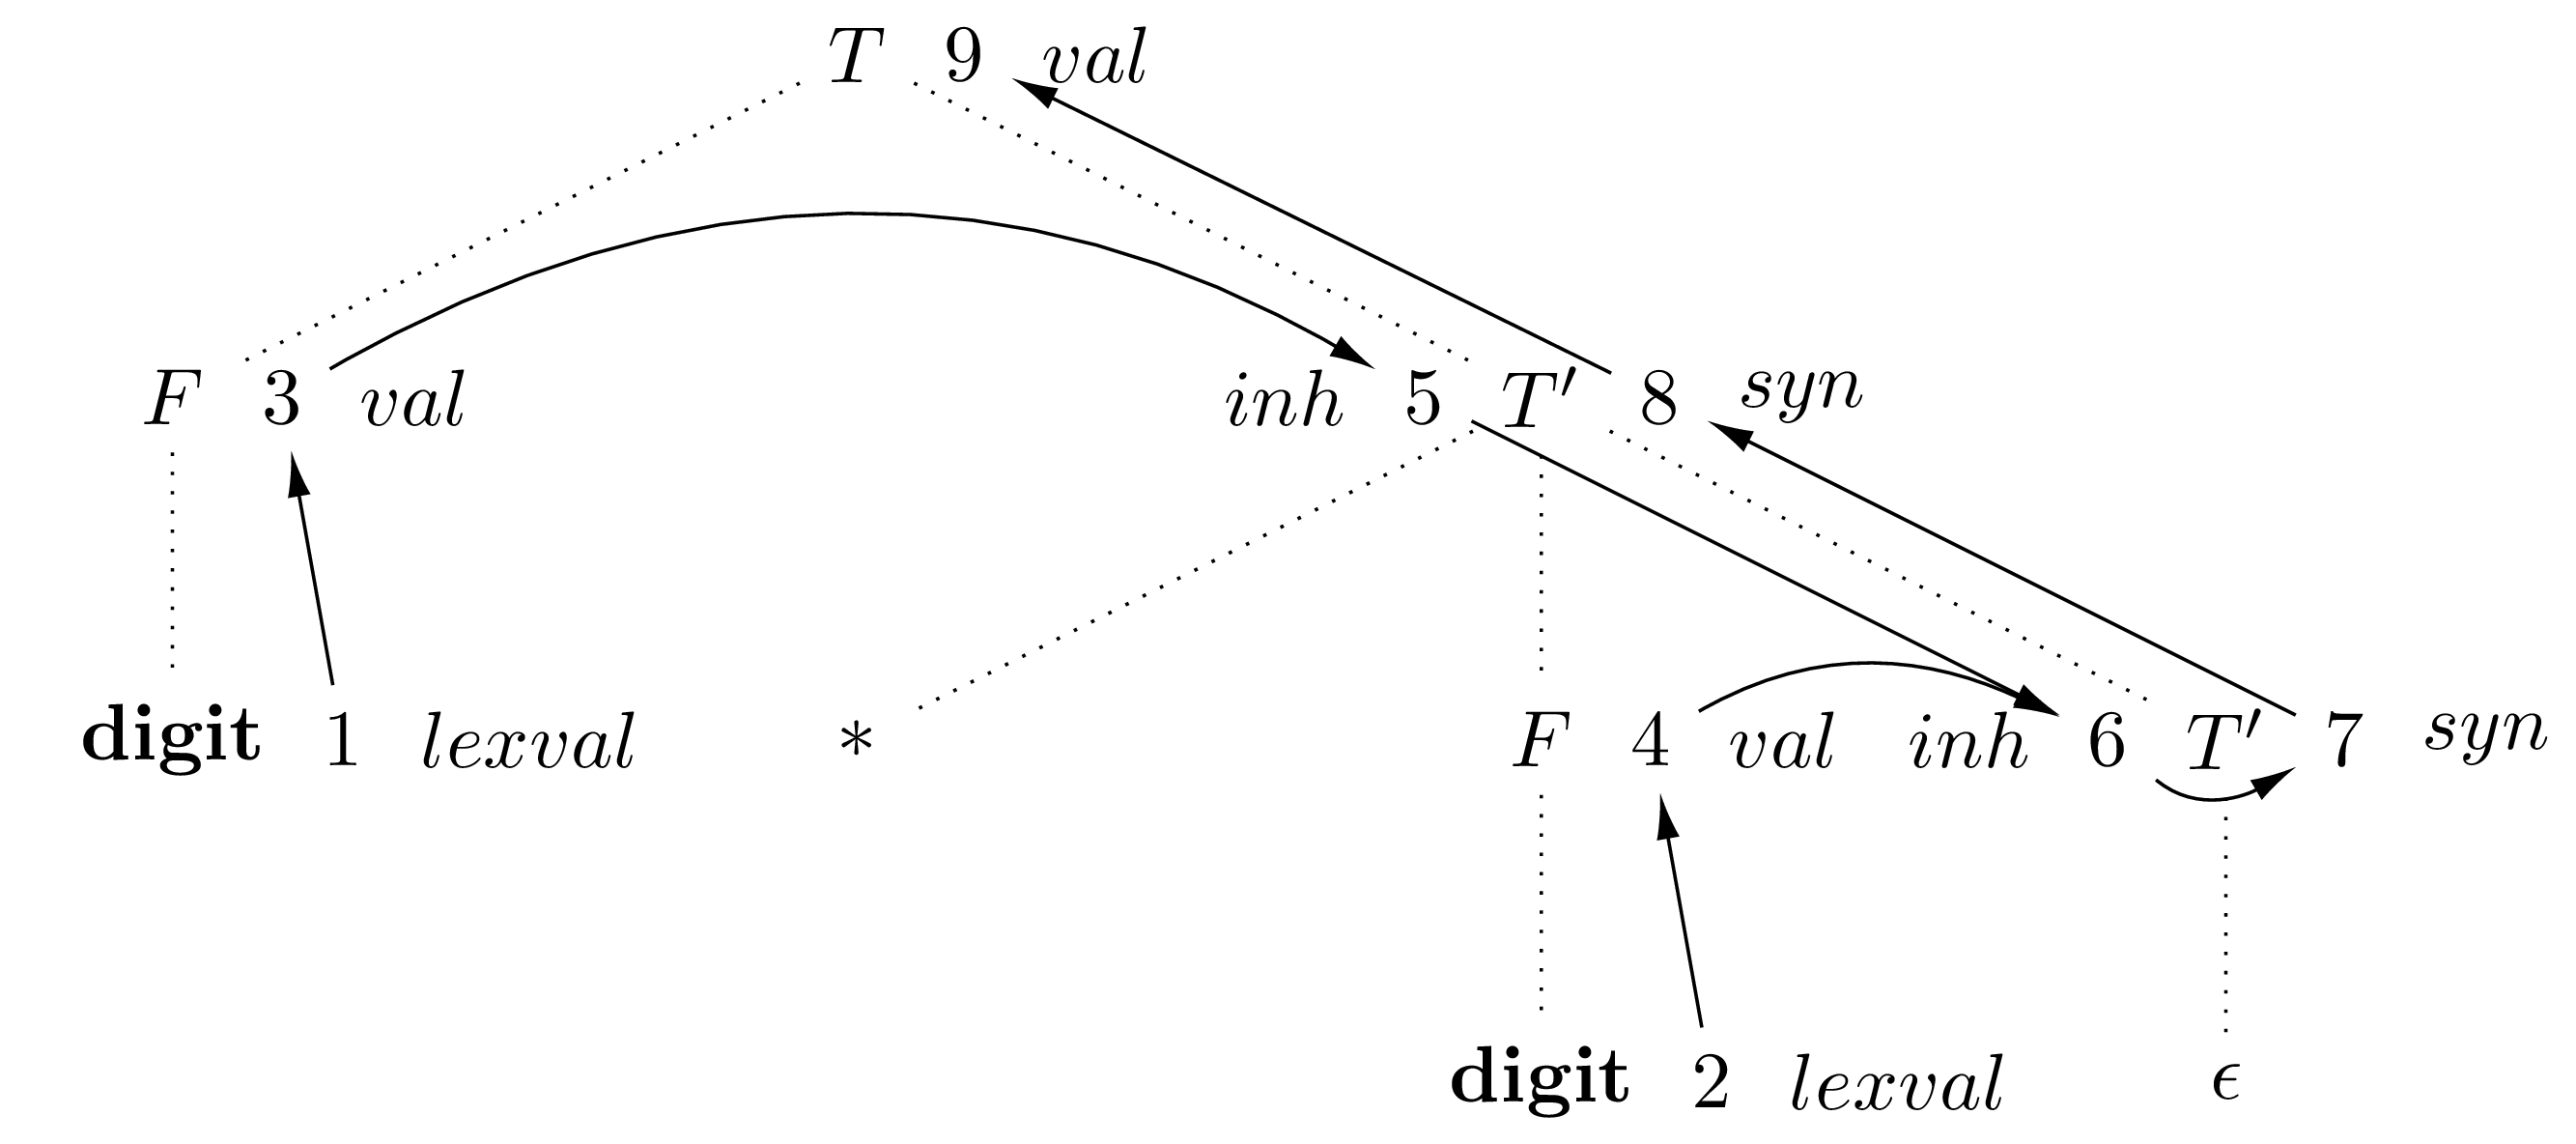 T 9 val
F 3 val inh 5 T′ 8 syn
digit 1 lexval * F 4 val inh 6 T′ 7 syn
digit 2 lexval ϵ